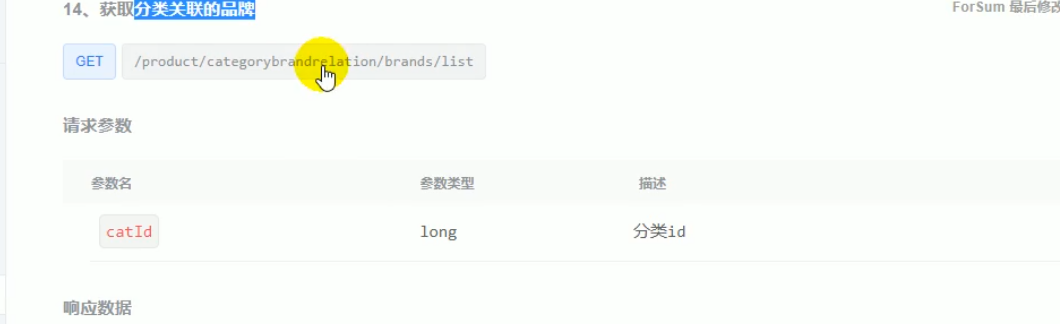 14、获取分类关联的品牌
ForSum 最后修改
GET /product/categorybrandrelation/brands/list
请求参数
参数名 参数类型 描述
catId long 分类id
响应数据